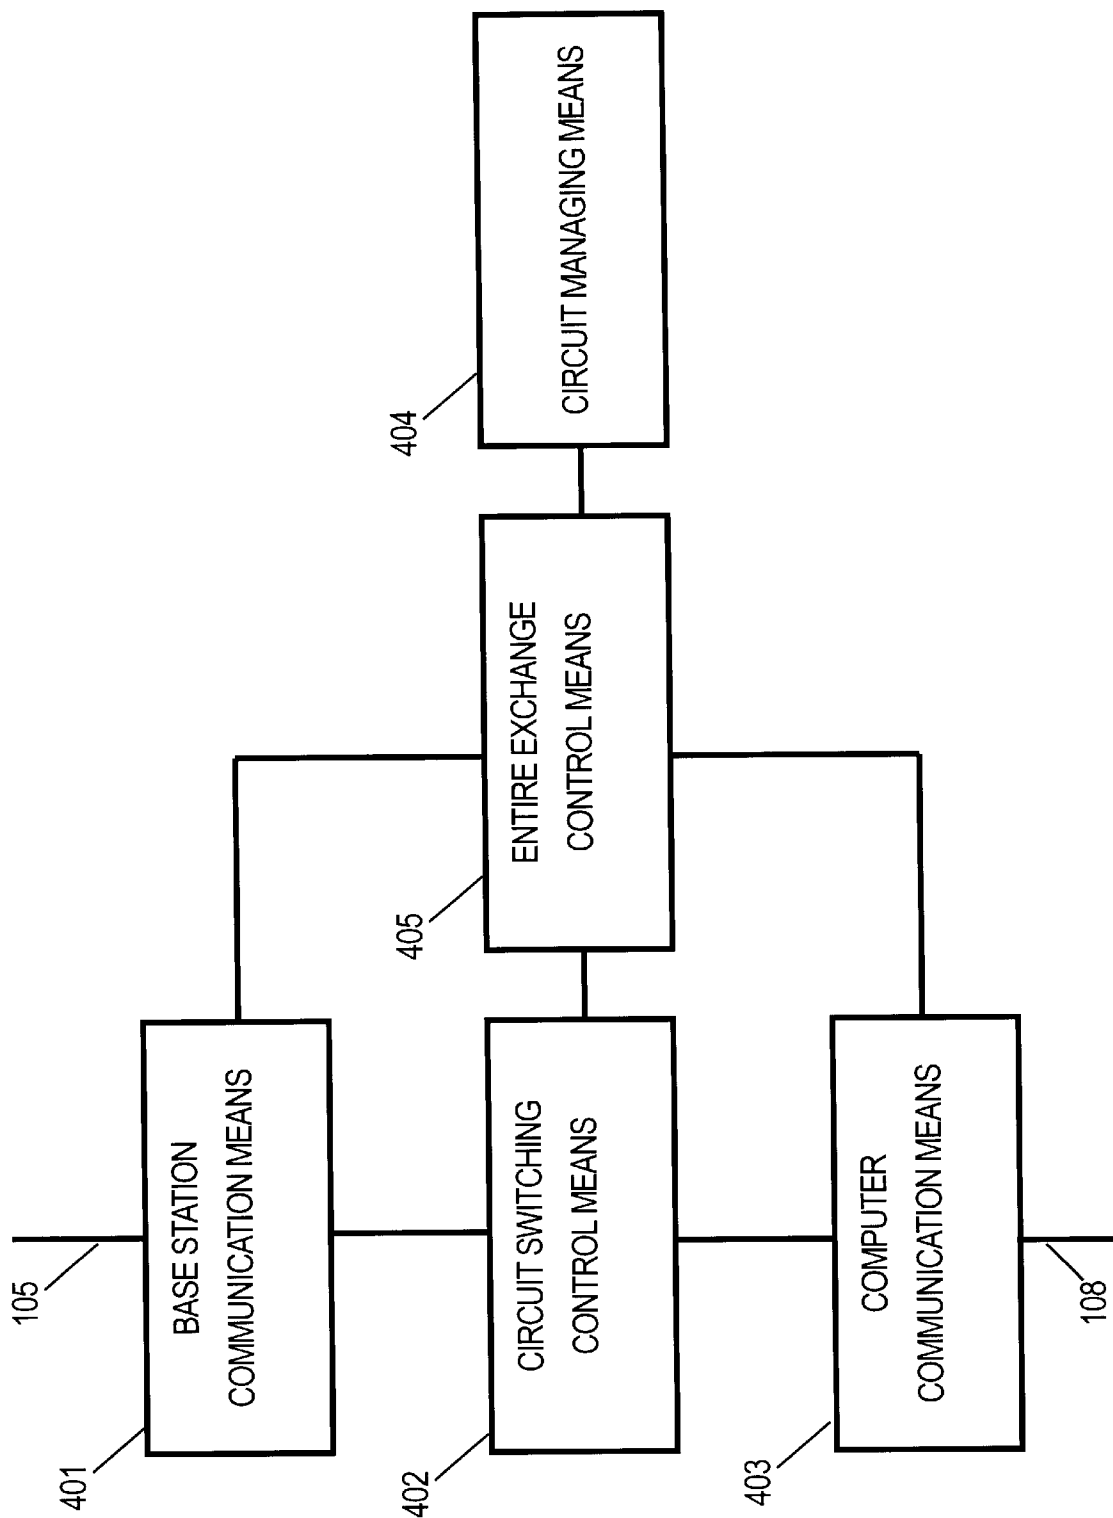 105
401
BASE STATION
COMMUNICATION MEANS
402
CIRCUIT SWITCHING
CONTROL MEANS
403
COMPUTER
COMMUNICATION MEANS
108
405
ENTIRE EXCHANGE
CONTROL MEANS
404
CIRCUIT MANAGING MEANS